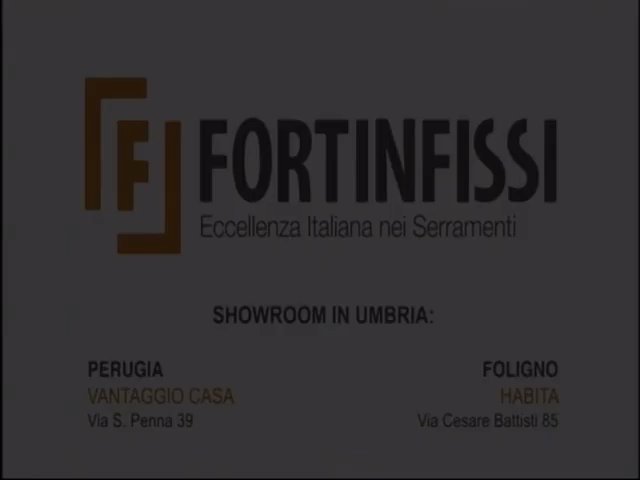 F
FORTINFISSI
Eccellenza Italiana nei Serramenti
SHOWROOM IN UMBRIA:
PERUGIA
VANTAGGIO CASA
Via S. Penna 39
FOLIGNO
HABITA
Via Cesare Battisti 85